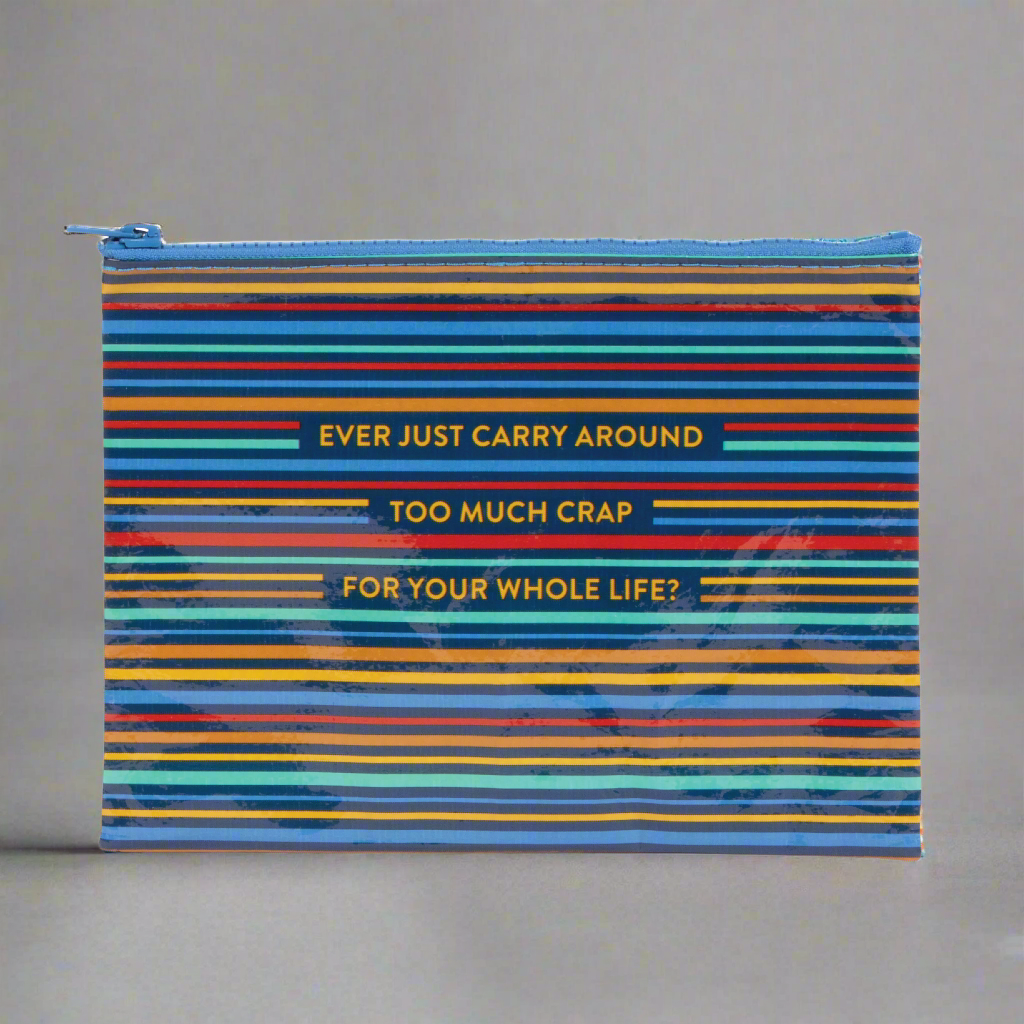 EVER JUST CARRY AROUND
TOO MUCH CRAP
FOR YOUR WHOLE LIFE?